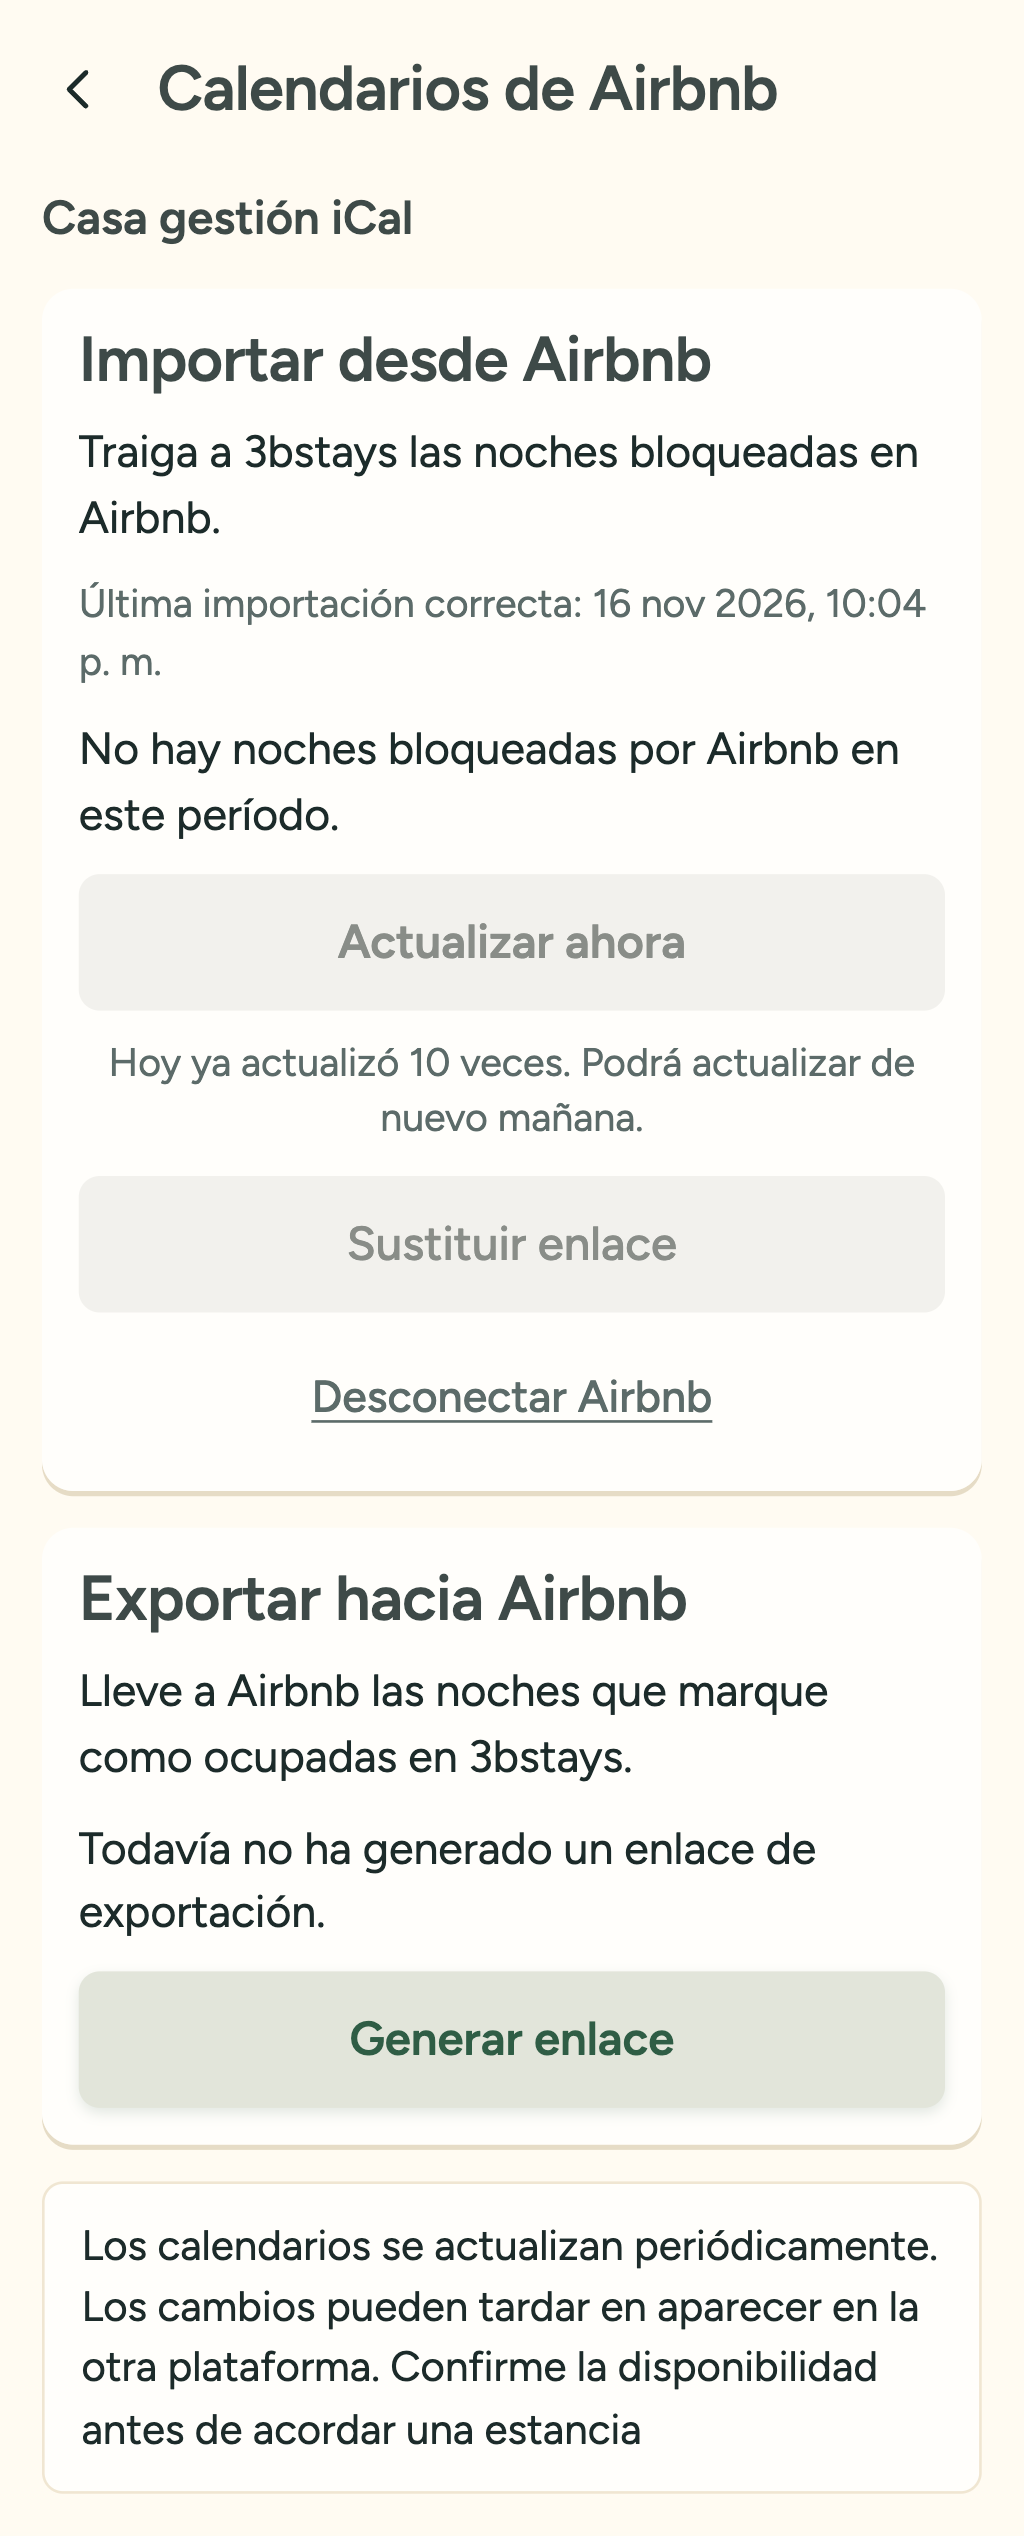 Calendarios de Airbnb
Casa gestión iCal
Importar desde Airbnb
Traiga a 3bstays las noches bloqueadas en
Airbnb.
Última importación correcta: 16 nov 2026, 10:04
p. m.
No hay noches bloqueadas por Airbnb en
este período.
Actualizar ahora
Hoy ya actualizó 10 veces. Podrá actualizar de
nuevo mañana.
Sustituir enlace
Desconectar Airbnb
Exportar hacia Airbnb
Lleve a Airbnb las noches que marque
como ocupadas en 3bstays.
Todavía no ha generado un enlace de
exportación.
Generar enlace
Los calendarios se actualizan periódicamente.
Los cambios pueden tardar en aparecer en la
otra plataforma. Confirme la disponibilidad
antes de acordar una estancia